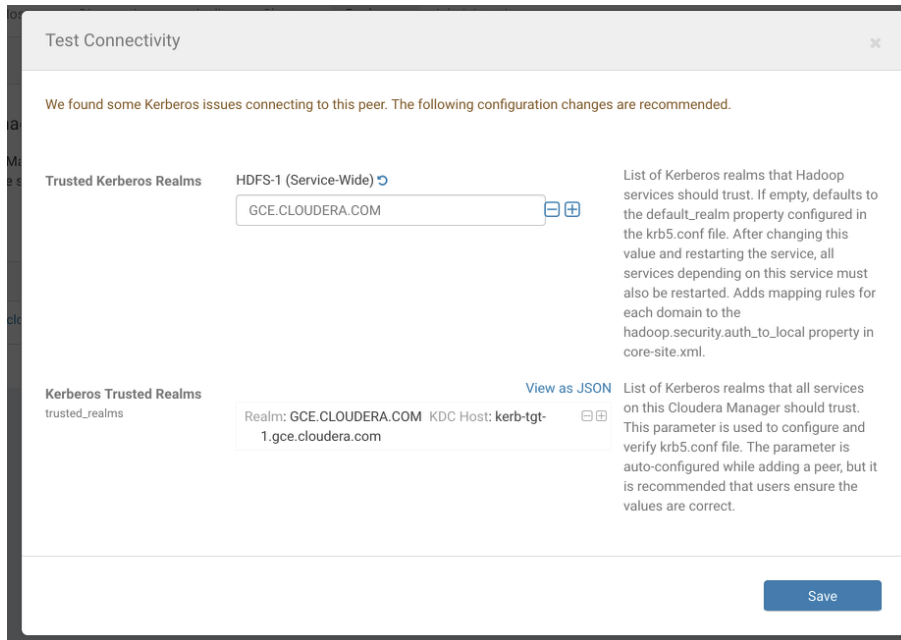 Test Connectivity
×
We found some Kerberos issues connecting to this peer. The following configuration changes are recommended.
Trusted Kerberos Realms
HDFS-1 (Service-Wide)
GCE.CLOUDERA.COM
List of Kerberos realms that Hadoop
services should trust. If empty, defaults to
the default_realm property configured in
the krb5.conf file. After changing this
value and restarting the service, all
services depending on this service must
also be restarted. Adds mapping rules for
each domain to the
hadoop.security.auth_to_local property in
core-site.xml.
Kerberos Trusted Realms
trusted_realms
View as JSON
Realm: GCE.CLOUDERA.COM KDC Host: kerb-tgt-
1.gce.cloudera.com
List of Kerberos realms that all services
on this Cloudera Manager should trust.
This parameter is used to configure and
verify krb5.conf file. The parameter is
auto-configured while adding a peer, but it
is recommended that users ensure the
values are correct.
Save